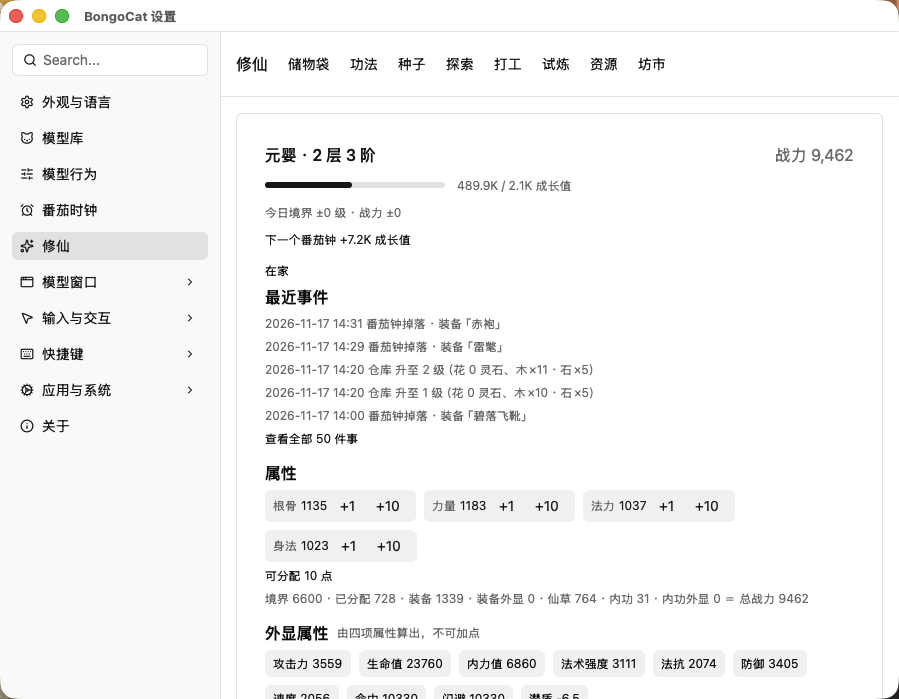 BongoCat 设置
Search...
外观与语言
模型库
模型行为
番茄时钟
修仙
模型窗口
输入与交互
快捷键
应用与系统
关于
修仙 储物袋 功法 种子 探索 打工 试炼 资源 坊市
元婴 · 2 层 3 阶 战力 9,462
489.9K / 2.1K 成长值
今日境界 ±0 级 · 战力 ±0
下一个番茄钟 +7.2K 成长值
在家
最近事件
2026-11-17 14:31 番茄钟掉落 · 装备「赤袍」
2026-11-17 14:29 番茄钟掉落 · 装备「雷鼍」
2026-11-17 14:20 仓库 升至 2 级 (花 0 灵石、木×11 · 石×5)
2026-11-17 14:20 仓库 升至 1 级 (花 0 灵石、木×10 · 石×5)
2026-11-17 14:00 番茄钟掉落 · 装备「碧落飞靴」
查看全部 50 件事
属性
根骨 1135 +1 +10 力量 1183 +1 +10 法力 1037 +1 +10
身法 1023 +1 +10
可分配 10 点
境界 6600 · 已分配 728 · 装备 1339 · 装备外显 0 · 仙草 764 · 内功 31 · 内功外显 0 = 总战力 9462
外显属性 由四项属性算出，不可加点
攻击力 3559 生命值 23760 内力值 6860 法术强度 3111 法抗 2074 防御 3405
速度 2056 命中 10330 闪避 10330 潜质 -6.5